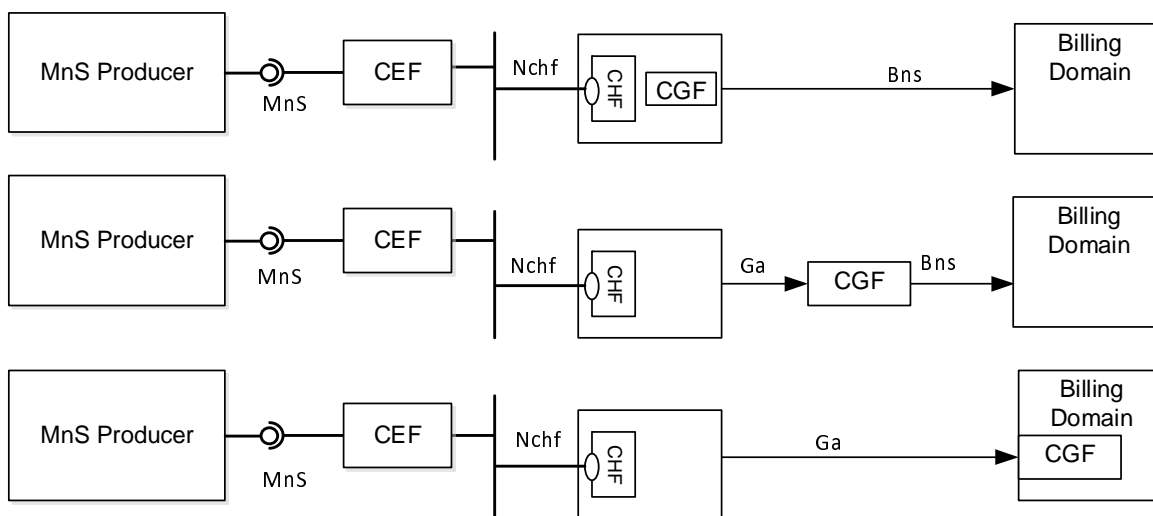 MnS Producer
MnS
CEF
Nchf
CHF
CGF
Bns
Billing
Domain
MnS Producer
MnS
CEF
Nchf
CHF
Ga
CGF
Bns
Billing
Domain
MnS Producer
MnS
CEF
Nchf
CHF
Ga
Billing
Domain
CGF